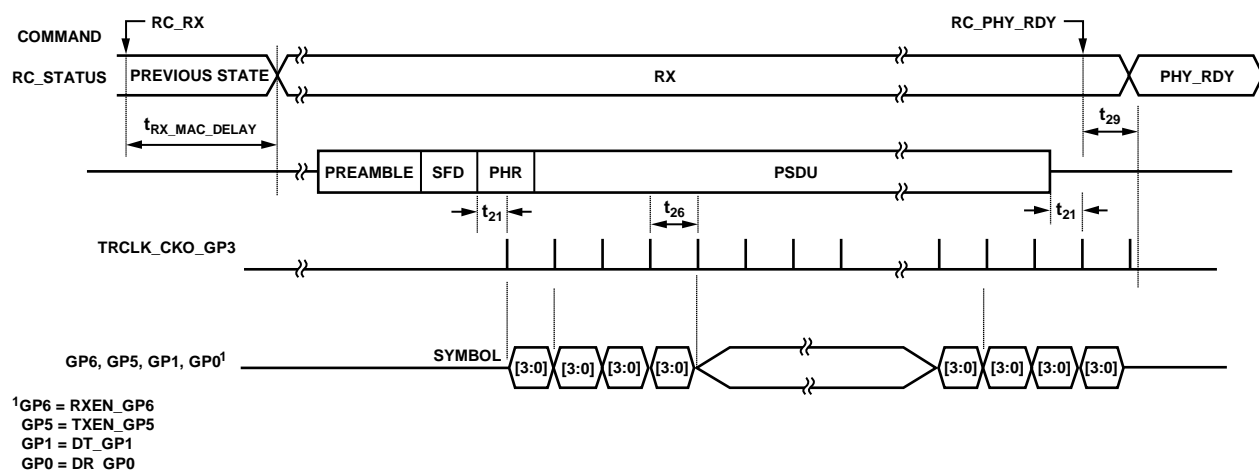 RC_RX
RC_PHY_RDY
COMMAND
RC_STATUS
PREVIOUS STATE
RX
PHY_RDY
tRX_MAC_DELAY
t29
PREAMBLE
SFD
PHR
PSDU
t21
t26
t21
TRCLK_CKO_GP3
GP6, GP5, GP1, GP0¹
SYMBOL
[3:0]
[3:0]
[3:0]
[3:0]
[3:0]
[3:0]
[3:0]
[3:0]
¹GP6 = RXEN_GP6
GP5 = TXEN_GP5
GP1 = DT_GP1
GP0 = DR_GP0